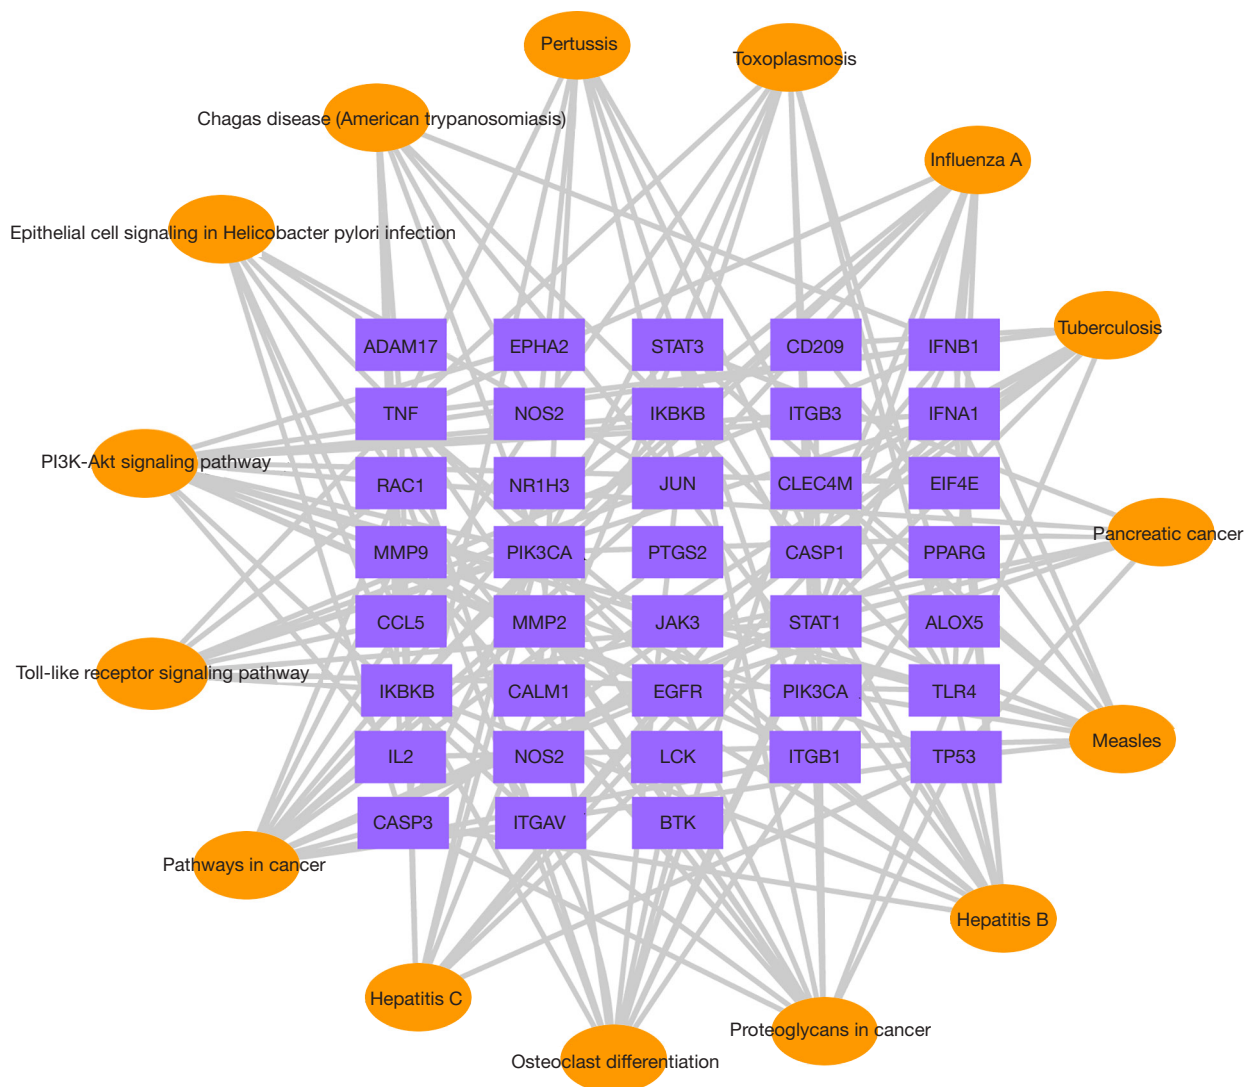 Pertussis
Toxoplasmosis
Chagas disease (American trypanosomiasis)
Influenza A
Epithelial cell signaling in Helicobacter pylori infection
Tuberculosis
ADAM17
EPHA2
STAT3
CD209
IFNB1
TNF
NOS2
IKBKB
ITGB3
IFNA1
PI3K-Akt signaling pathway
RAC1
NR1H3
JUN
CLEC4M
EIF4E
Pancreatic cancer
MMP9
PIK3CA
PTGS2
CASP1
PPARG
CCL5
MMP2
JAK3
STAT1
ALOX5
Toll-like receptor signaling pathway
IKBKB
CALM1
EGFR
PIK3CA
TLR4
Measles
IL2
NOS2
LCK
ITGB1
TP53
CASP3
ITGAV
BTK
Pathways in cancer
Hepatitis B
Hepatitis C
Proteoglycans in cancer
Osteoclast differentiation